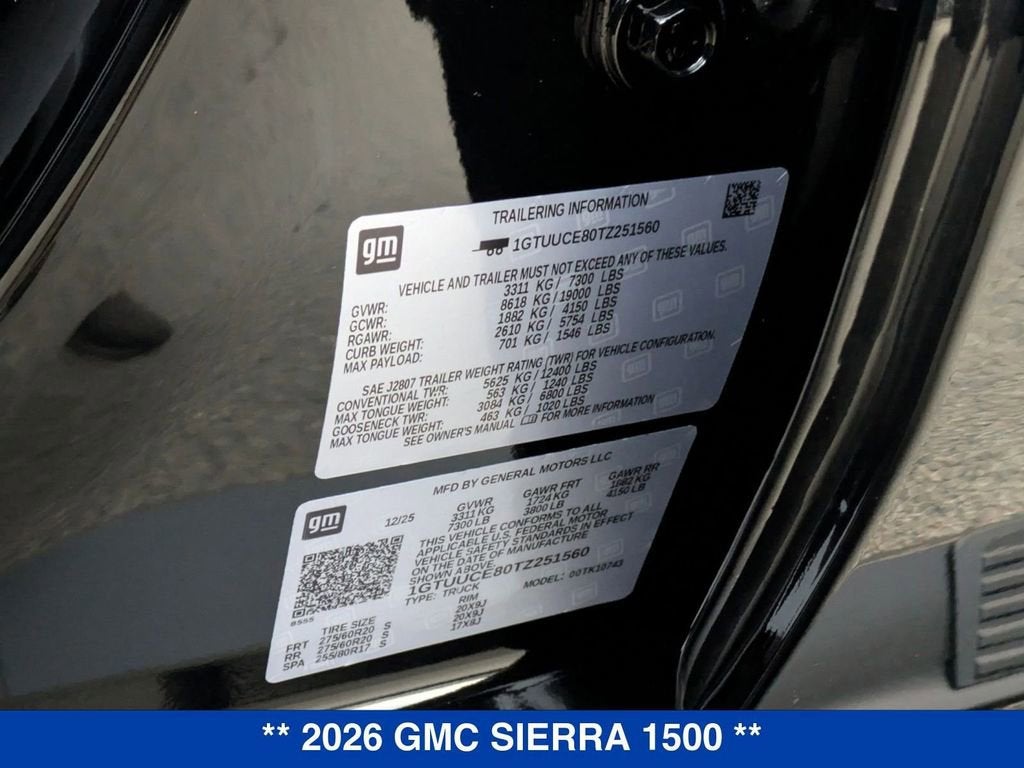 TRAILERING INFORMATION
gm
1GTUUCE80TZ251560
VEHICLE AND TRAILER MUST NOT EXCEED ANY OF THESE VALUES.
GVWR: 3311 KG / 7300 LBS
GCWR: 8618 KG / 19000 LBS
RGAWR: 1882 KG / 4150 LBS
CURB WEIGHT: 2610 KG / 5754 LBS
MAX PAYLOAD: 701 KG / 1546 LBS
SAE J2807 TRAILER WEIGHT RATING (TWR) FOR VEHICLE CONFIGURATION.
CONVENTIONAL TWR: 5625 KG / 12400 LBS
MAX TONGUE WEIGHT: 563 KG / 1240 LBS
GOOSENECK TWR: 3084 KG / 6800 LBS
MAX TONGUE WEIGHT: 463 KG / 1020 LBS
SEE OWNER'S MANUAL FOR MORE INFORMATION
gm
MFD BY GENERAL MOTORS LLC
12/25
GVWR GAWR FRT GAWR RR
3311 KG 1724 KG 1882 KG
7300 LB 3800 LB 4150 LB
THIS VEHICLE CONFORMS TO ALL
APPLICABLE U.S. FEDERAL MOTOR
VEHICLE SAFETY STANDARDS IN EFFECT
ON THE DATE OF MANUFACTURE
SHOWN ABOVE.
1GTUUCE80TZ251560
TYPE: TRUCK MODEL: 00TK10743
8555
TIRE SIZE RIM
FRT 275/60R20 S 20X9J
RR 275/60R20 S 20X9J
SPA 255/80R17 S 17X8J
** 2026 GMC SIERRA 1500 **